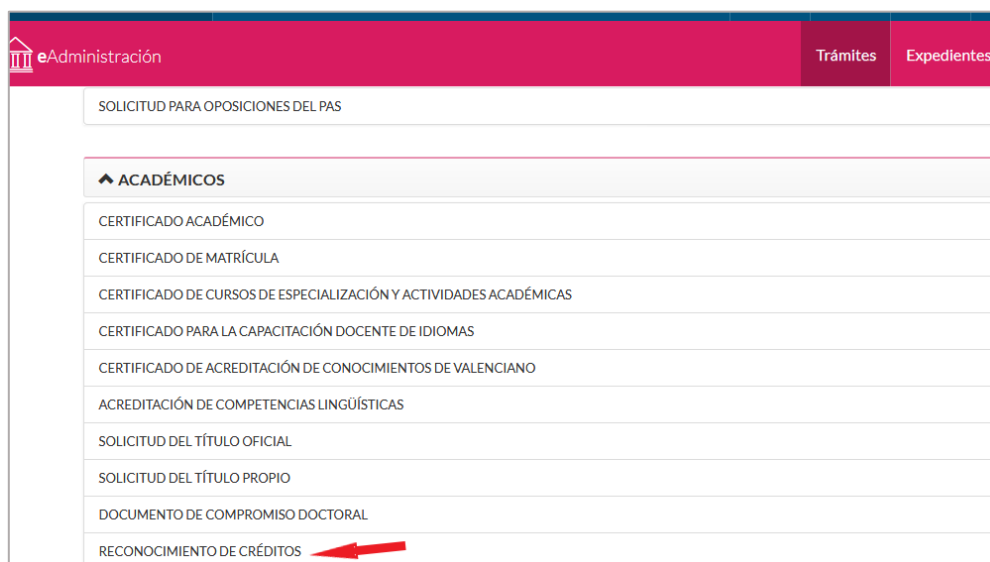 eAdministración
Trámites
Expedientes
SOLICITUD PARA OPOSICIONES DEL PAS
ACADÉMICOS
CERTIFICADO ACADÉMICO
CERTIFICADO DE MATRÍCULA
CERTIFICADO DE CURSOS DE ESPECIALIZACIÓN Y ACTIVIDADES ACADÉMICAS
CERTIFICADO PARA LA CAPACITACIÓN DOCENTE DE IDIOMAS
CERTIFICADO DE ACREDITACIÓN DE CONOCIMIENTOS DE VALENCIANO
ACREDITACIÓN DE COMPETENCIAS LINGÜÍSTICAS
SOLICITUD DEL TÍTULO OFICIAL
SOLICITUD DEL TÍTULO PROPIO
DOCUMENTO DE COMPROMISO DOCTORAL
RECONOCIMIENTO DE CRÉDITOS